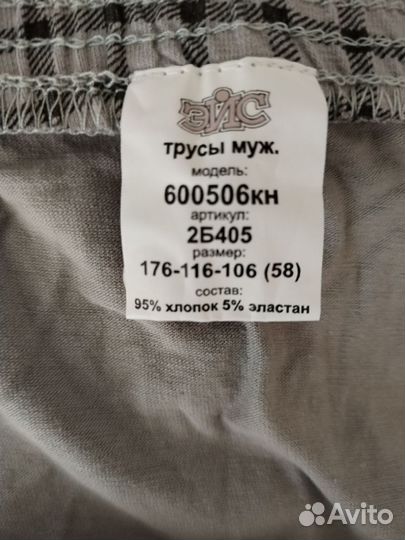 ЭЙС
трусы муж.
модель:
600506кн
артикул:
2Б405
размер:
176-116-106 (58)
состав:
95% хлопок 5% эластан
Avito